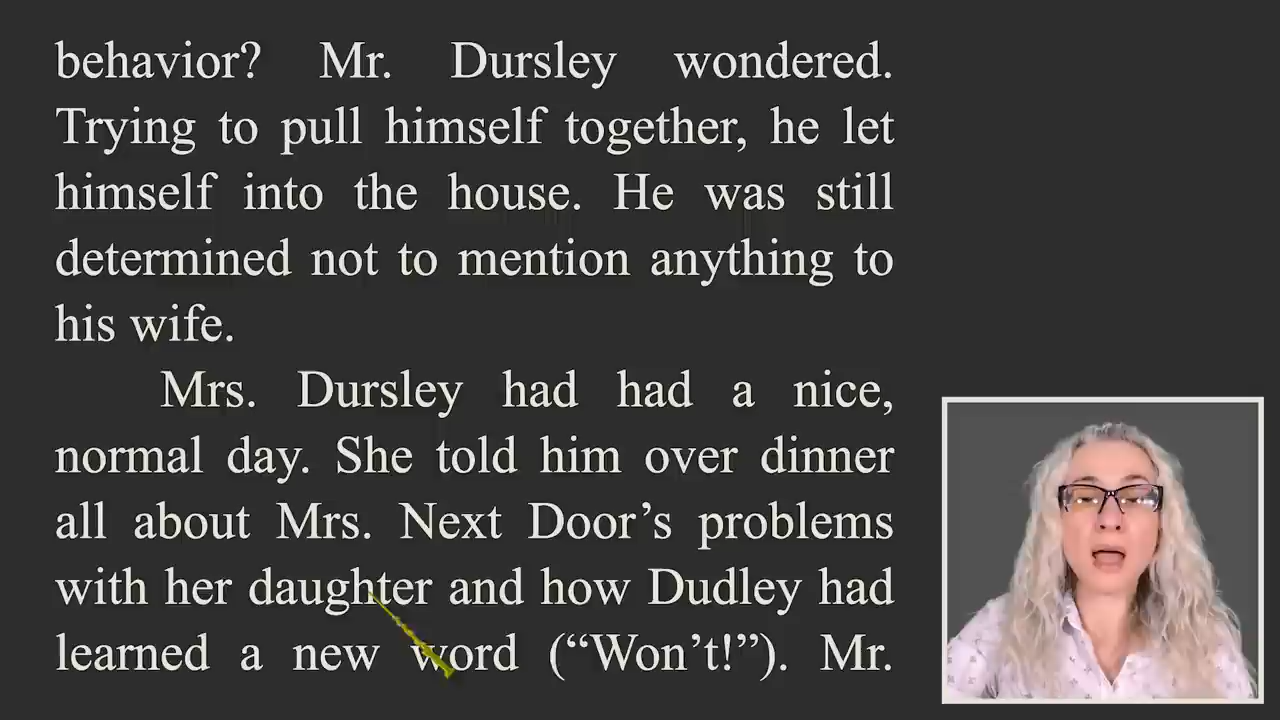 behavior? Mr. Dursley wondered.
Trying to pull himself together, he let
himself into the house. He was still
determined not to mention anything to
his wife.
Mrs. Dursley had had a nice,
normal day. She told him over dinner
all about Mrs. Next Door’s problems
with her daughter and how Dudley had
learned a new word (“Won’t!”). Mr.